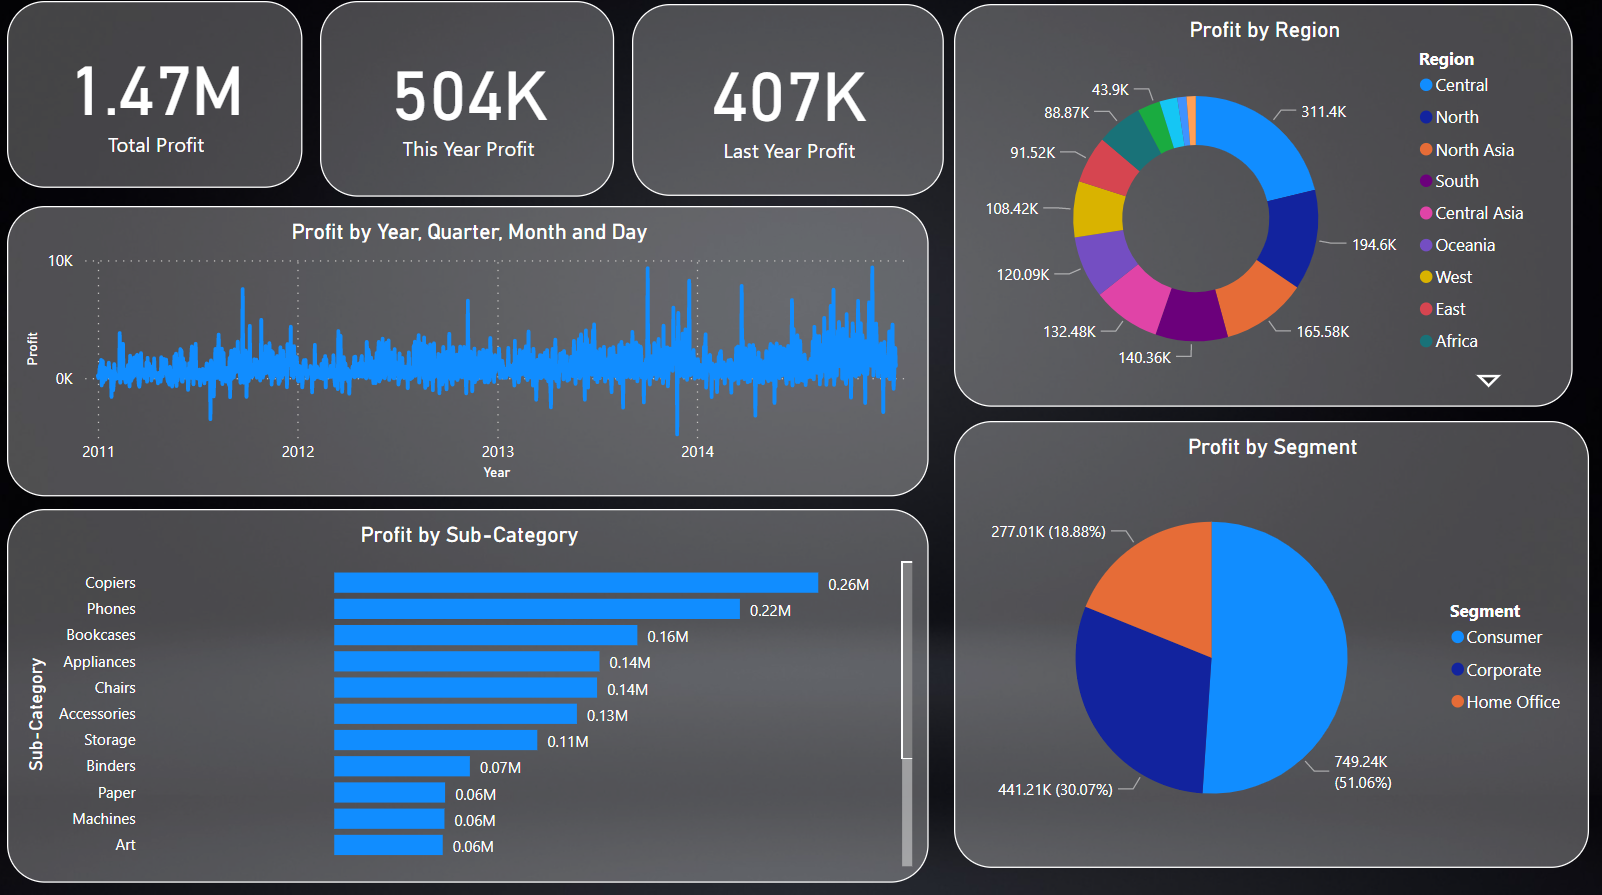 1.47M
Total Profit
504K
This Year Profit
407K
Last Year Profit
Profit by Year, Quarter, Month and Day
10K
0K
Profit
2011
2012
2013
2014
Year
Profit by Sub-Category
Sub-Category
Copiers
0.26M
Phones
0.22M
Bookcases
0.16M
Appliances
0.14M
Chairs
0.14M
Accessories
0.13M
Storage
0.11M
Binders
0.07M
Paper
0.06M
Machines
0.06M
Art
0.06M
Profit by Region
311.4K
194.6K
165.58K
140.36K
132.48K
120.09K
108.42K
91.52K
88.87K
43.9K
Region
Central
North
North Asia
South
Central Asia
Oceania
West
East
Africa
Profit by Segment
277.01K (18.88%)
441.21K (30.07%)
749.24K
(51.06%)
Segment
Consumer
Corporate
Home Office